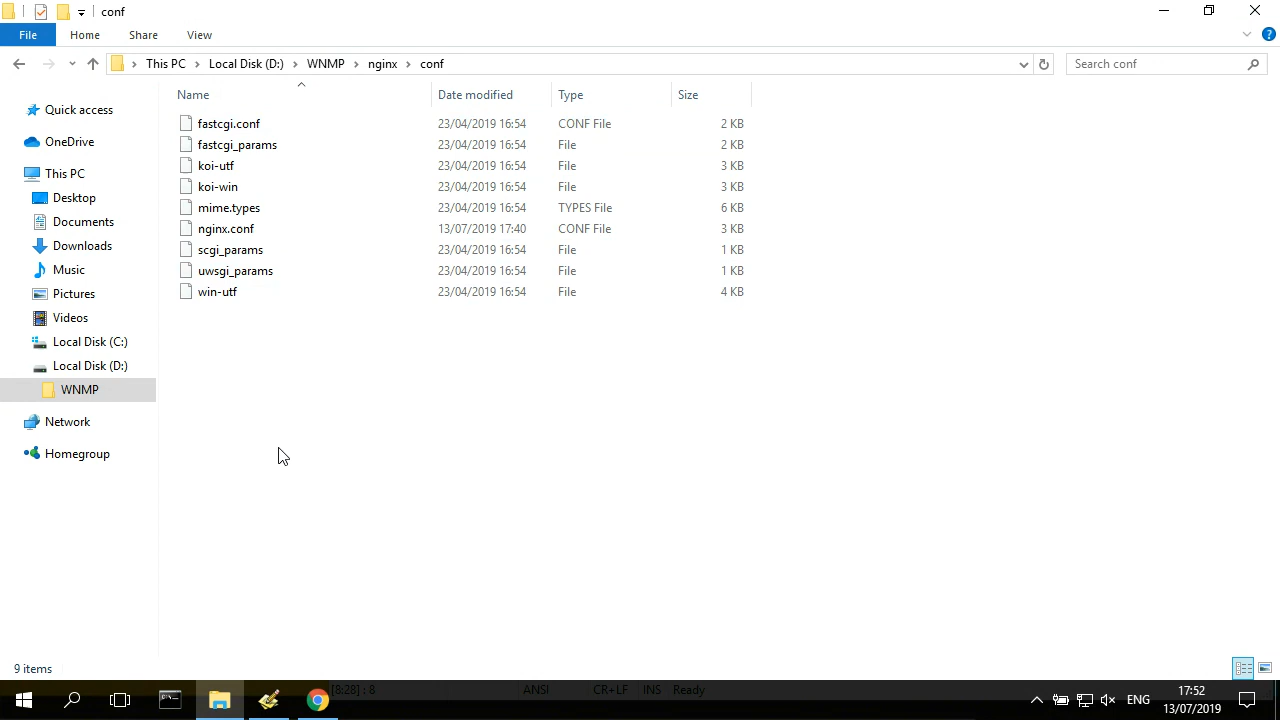 conf
File Home Share View
This PC Local Disk (D:) WNMP nginx conf Search conf
Name Date modified Type Size
fastcgi.conf 23/04/2019 16:54 CONF File 2 KB
fastcgi_params 23/04/2019 16:54 File 2 KB
koi-utf 23/04/2019 16:54 File 3 KB
koi-win 23/04/2019 16:54 File 3 KB
mime.types 23/04/2019 16:54 TYPES File 6 KB
nginx.conf 13/07/2019 17:40 CONF File 3 KB
scgi_params 23/04/2019 16:54 File 1 KB
uwsgi_params 23/04/2019 16:54 File 1 KB
win-utf 23/04/2019 16:54 File 4 KB
Quick access
OneDrive
This PC
Desktop
Documents
Downloads
Music
Pictures
Videos
Local Disk (C:)
Local Disk (D:)
WNMP
Network
Homegroup
9 items
[8:28] : 8 ANSI CR+LF INS Ready
ENG 17:52
13/07/2019